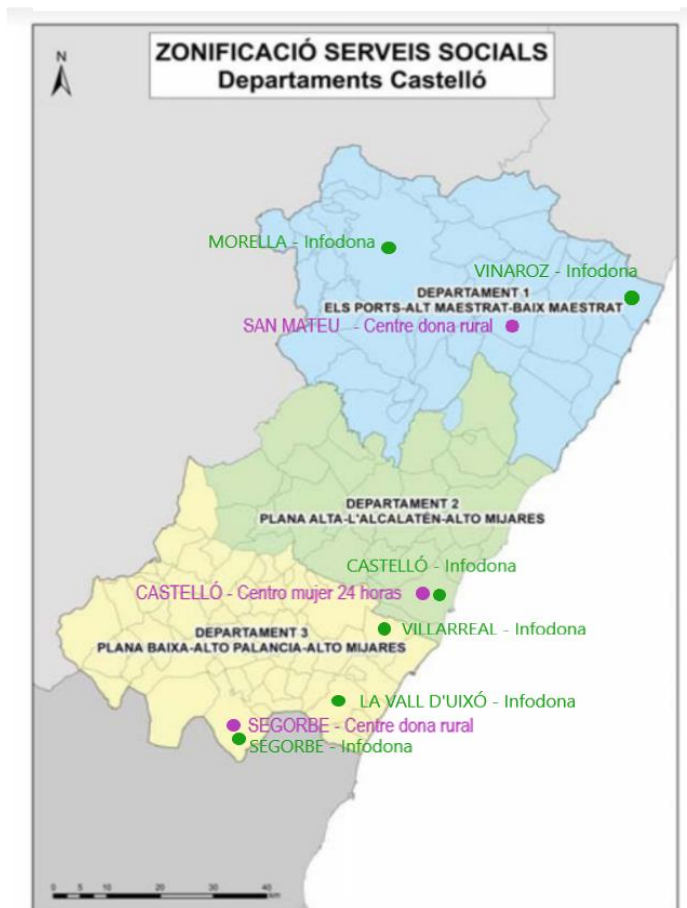 ZONIFICACIÓ SERVEIS SOCIALS
Departaments Castelló
N
MORELLA - Infodona
VINAROZ - Infodona
DEPARTAMENT 1
ELS PORTS-ALT MAESTRAT-BAIX MAESTRAT
SAN MATEU - Centre dona rural
DEPARTAMENT 2
PLANA ALTA-L'ALCALATÉN-ALTO MIJARES
CASTELLÓ - Infodona
CASTELLÓ - Centro mujer 24 horas
VILLARREAL - Infodona
DEPARTAMENT 3
PLANA BAIXA-ALTO PALANCIA-ALTO MIJARES
LA VALL D'UIXÓ - Infodona
SEGORBE - Centre dona rural
SEGORBE - Infodona
0 5 10 20 30 40